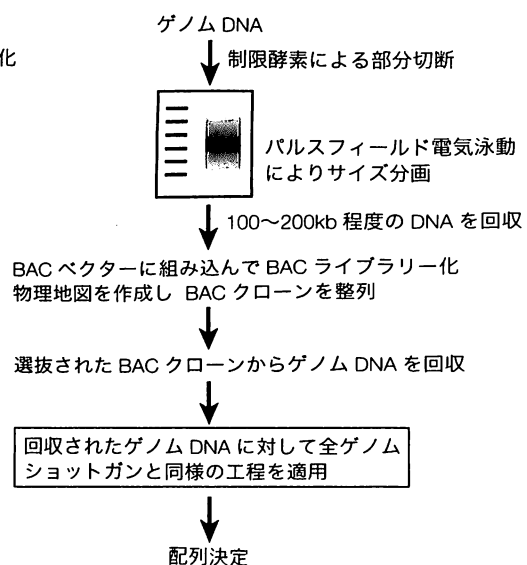 ゲノム DNA
化
制限酵素による部分切断
パルスフィールド電気泳動
によりサイズ分画
100〜200kb 程度の DNA を回収
BAC ベクターに組み込んで BAC ライブラリー化
物理地図を作成し BAC クローンを整列
選抜された BAC クローンからゲノム DNA を回収
回収されたゲノム DNA に対して全ゲノム
ショットガンと同様の工程を適用
配列決定